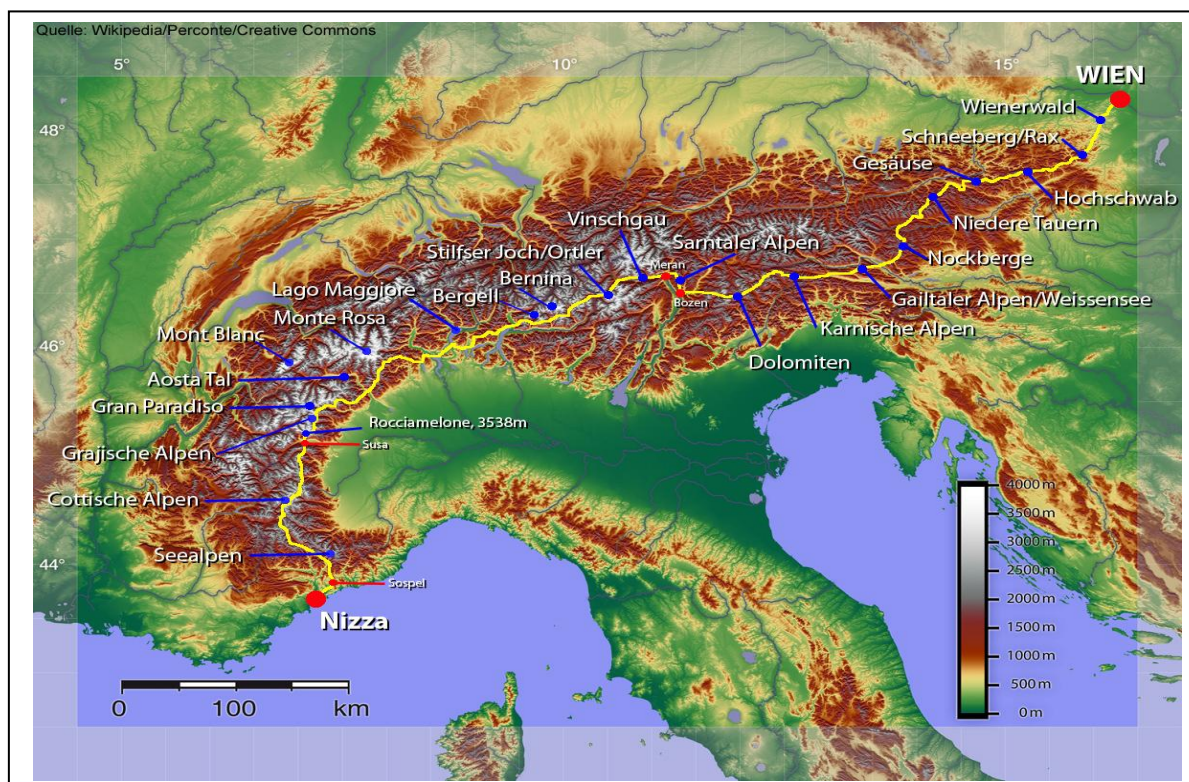 Quelle: Wikipedia/Perconte/Creative Commons
5°
10°
15°
WIEN
48°
Wienerwald
Schneeberg/Rax
Gesäuse
Hochschwab
Niedere Tauern
Vinschgau
Sarntaler Alpen
Stilfser Joch/Ortler
Meran
Nockberge
Bernina
Lago Maggiore
Bergell
Bozen
Gailtaler Alpen/Weissensee
Monte Rosa
Karnische Alpen
Mont Blanc
46°
Dolomiten
Aosta Tal
Gran Paradiso
Rocciamelone, 3538m
Susa
Grajische Alpen
Cottische Alpen
4000 m
3500 m
3000 m
2500 m
2000 m
1500 m
1000 m
500 m
0 m
Seealpen
44°
Sospel
Nizza
0 100 km